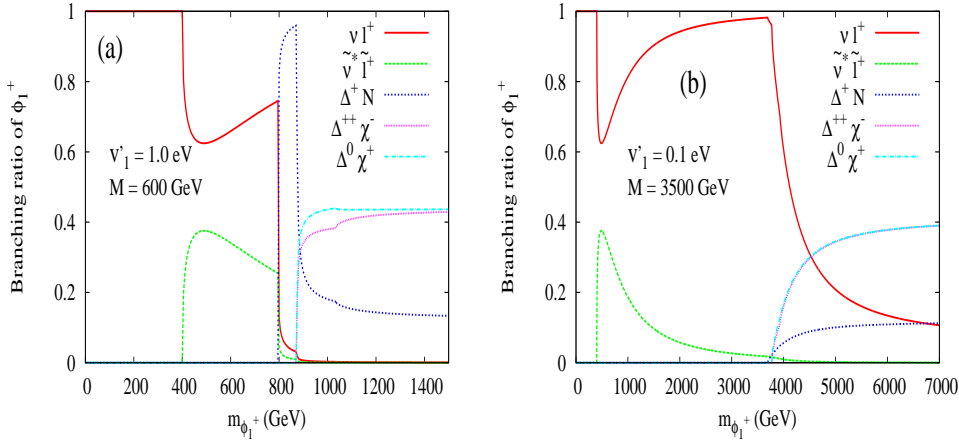 (a)
ν l⁺
ν̃* l̃⁺
Δ⁺ N
Δ⁺⁺ χ⁻
Δ⁰ χ⁺
v'₁ = 1.0 eV
M = 600 GeV
Branching ratio of ϕ₁⁺
1
0.8
0.6
0.4
0.2
0
0 200 400 600 800 1000 1200 1400
m_ϕ₁⁺ (GeV)
(b)
ν l⁺
ν̃* l̃⁺
Δ⁺ N
Δ⁺⁺ χ⁻
Δ⁰ χ⁺
v'₁ = 0.1 eV
M = 3500 GeV
Branching ratio of ϕ₁⁺
1
0.8
0.6
0.4
0.2
0
0 1000 2000 3000 4000 5000 6000 7000
m_ϕ₁⁺ (GeV)